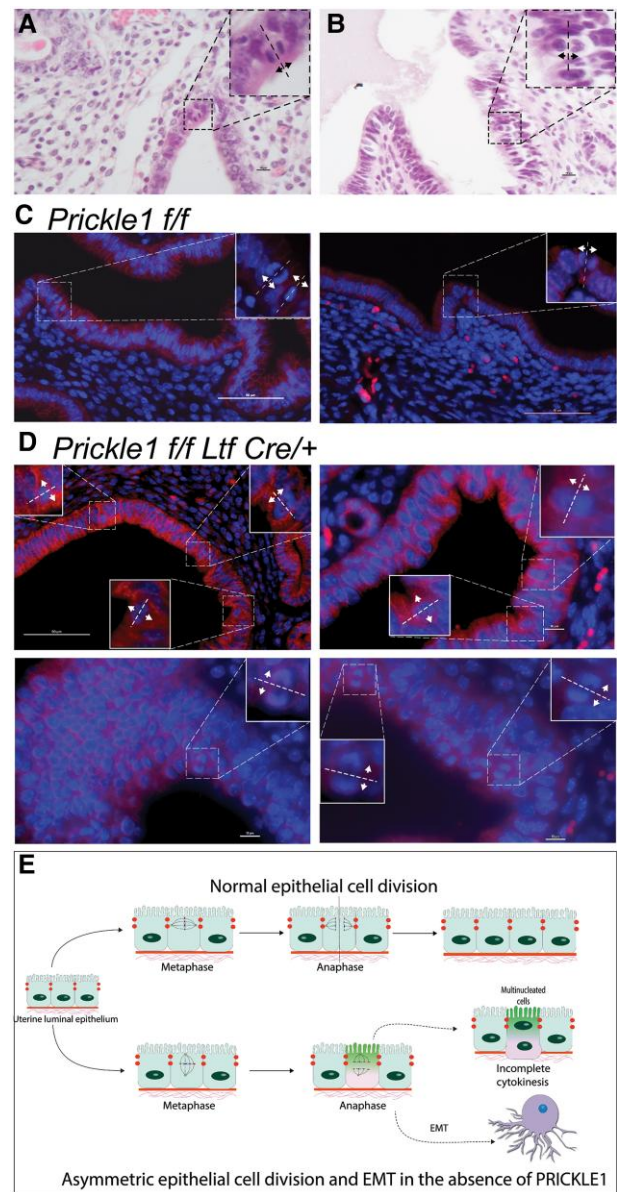 A
B
C Prickle1 f/f
D Prickle1 f/f Ltf Cre/+
E
Normal epithelial cell division
Metaphase
Anaphase
Uterine luminal epithelium
Multinucleated
cells
Metaphase
Anaphase
Incomplete
cytokinesis
EMT
Asymmetric epithelial cell division and EMT in the absence of PRICKLE1